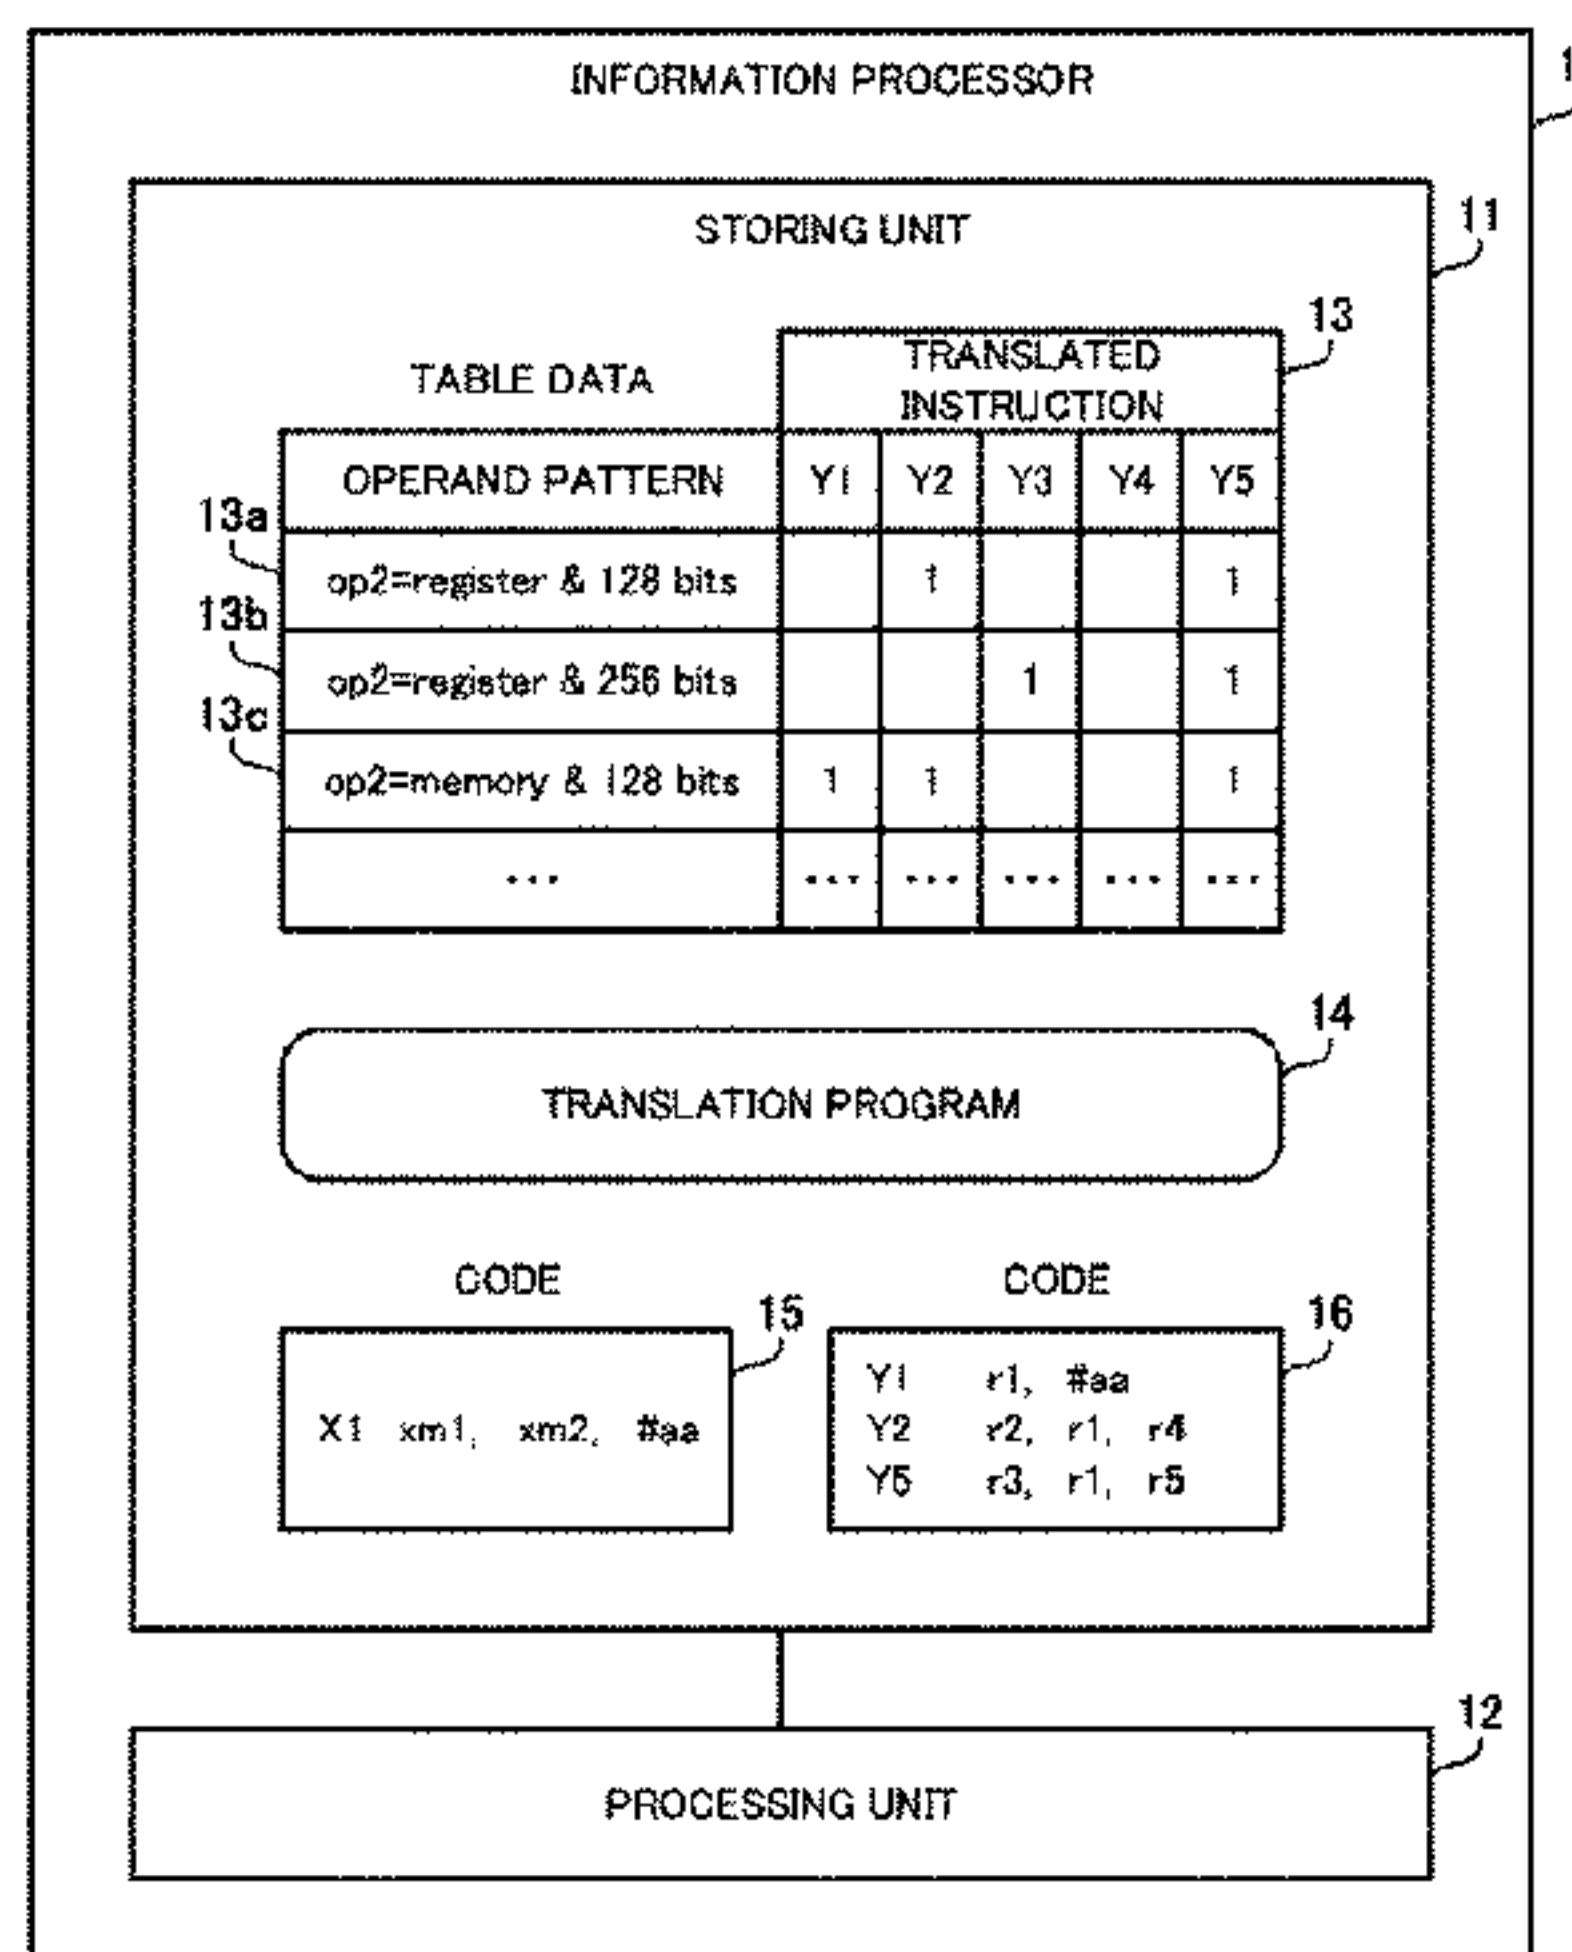 INFORMATION PROCESSOR
STORING UNIT
11
13
TABLE DATA
TRANSLATED
INSTRUCTION
OPERAND PATTERN Y1 Y2 Y3 Y4 Y5
13a
op2=register & 128 bits 1 1
13b
op2=register & 256 bits 1 1
13c
op2=memory & 128 bits 1 1 1
... ... ... ... ... ...
14
TRANSLATION PROGRAM
CODE CODE
15 16
X1 xm1, xm2, #aa
Y1 r1, #aa
Y2 r2, r1, r4
Y5 r3, r1, r5
12
PROCESSING UNIT